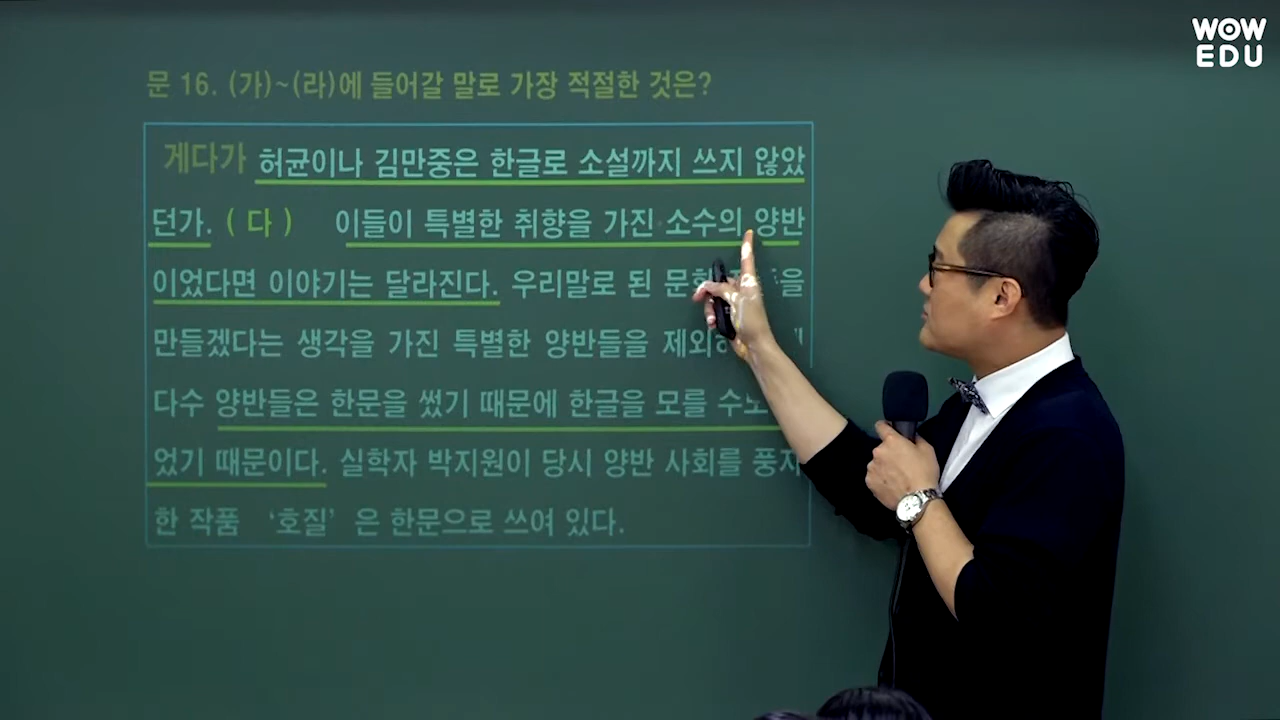 WOW
EDU
문 16. (가)~(라)에 들어갈 말로 가장 적절한 것은?
게다가 허균이나 김만중은 한글로 소설까지 쓰지 않았
던가. ( 다 ) 이들이 특별한 취향을 가진 소수의 양반
이었다면 이야기는 달라진다. 우리말로 된
만들겠다는 생각을 가진 특별한 양반들을
다수 양반들은 한문을 썼기 때문에 한글을 모를
었기 때문이다. 실학자 박지원이 당시 양반 사회를
한 작품 ‘호질’ 은 한문으로 쓰여 있다.